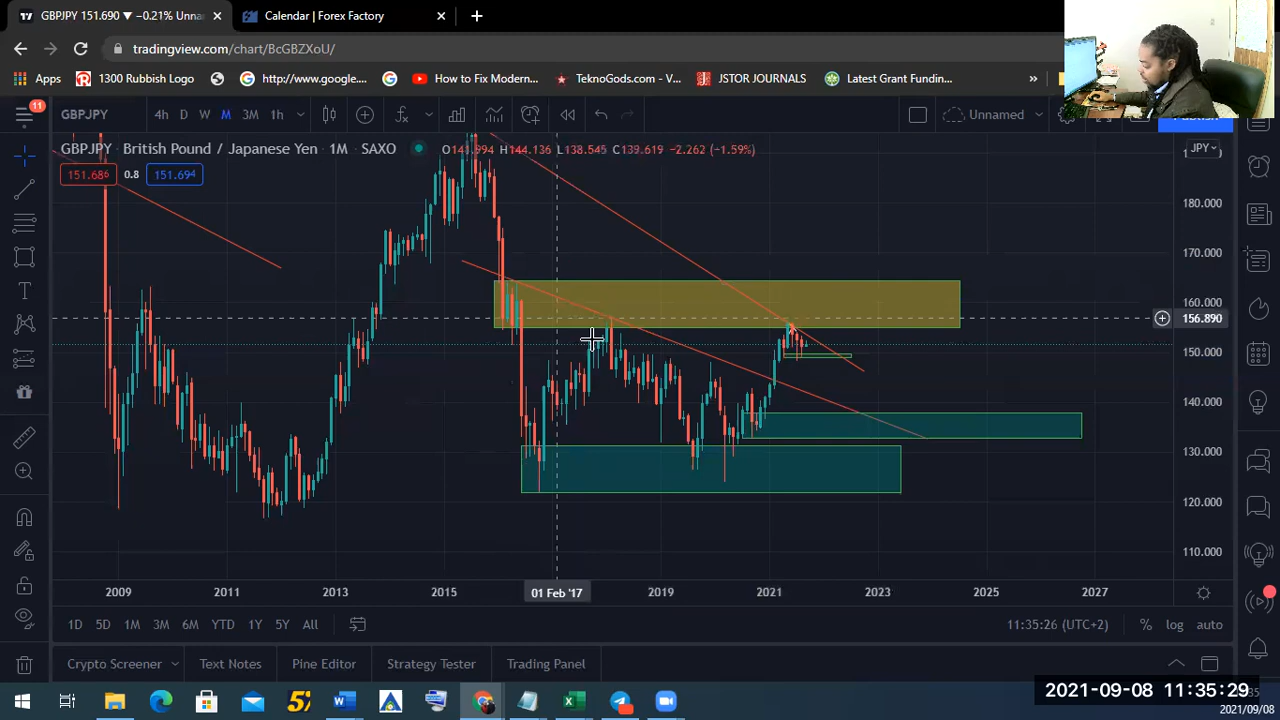 GBPJPY 151.690 ▼ −0.21% Unna
Calendar | Forex Factory
tradingview.com/chart/BcGBZXoU/
Apps
1300 Rubbish Logo
http://www.google....
How to Fix Modern...
TeknoGods.com - V...
JSTOR JOURNALS
Latest Grant Fundin...
»
11
GBPJPY
4h D W M 3M 1h
Unnamed
Publish
GBPJPY · British Pound / Japanese Yen · 1M · SAXO
O141.994 H144.136 L138.545 C139.619 −2.262 (−1.59%)
JPY
151.686 0.8 151.694
180.000
170.000
160.000
156.890
150.000
140.000
130.000
120.000
110.000
2009 2011 2013 2015 01 Feb '17 2019 2021 2023 2025 2027
1D 5D 1M 3M 6M YTD 1Y 5Y All
11:35:26 (UTC+2)
% log auto
Crypto Screener
Text Notes
Pine Editor
Strategy Tester
Trading Panel
2021-09-08 11:35:29
2021/09/08